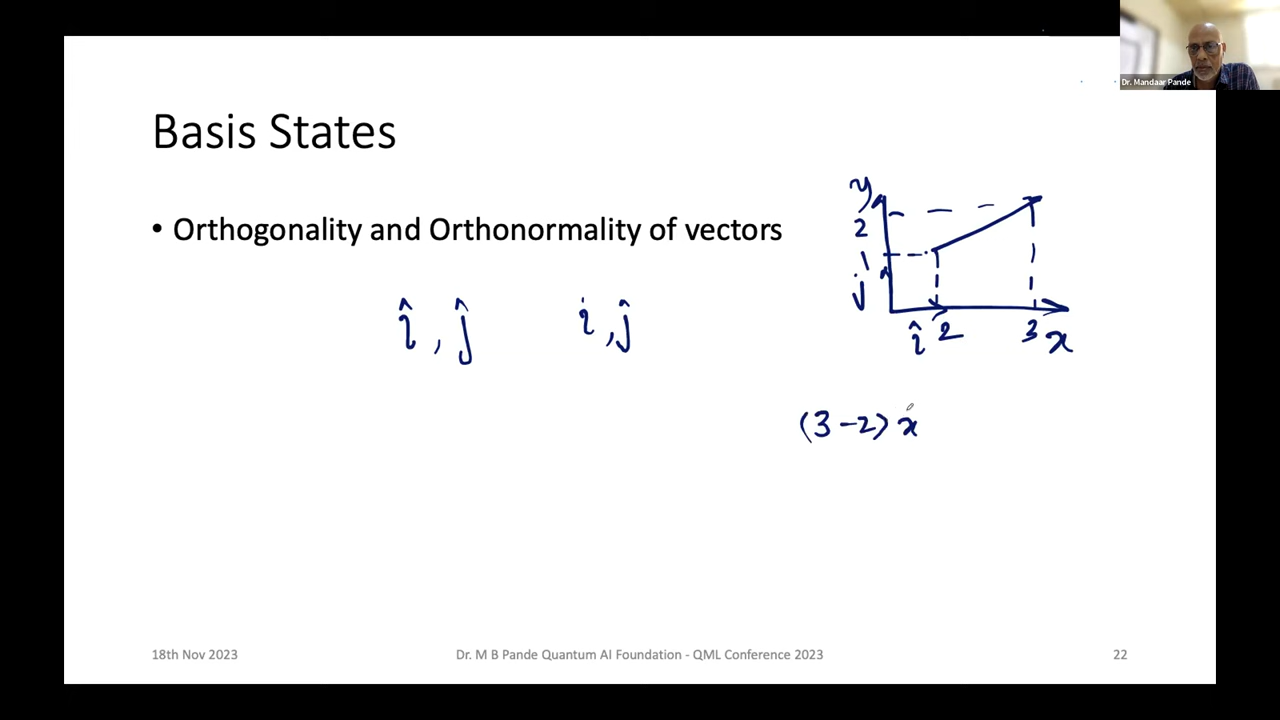 Dr. Mandaar Pande
Basis States
• Orthogonality and Orthonormality of vectors
y
2
1
j
î 2 3 x
î , ĵ i , ĵ
(3-2) x
18th Nov 2023 Dr. M B Pande Quantum AI Foundation - QML Conference 2023 22